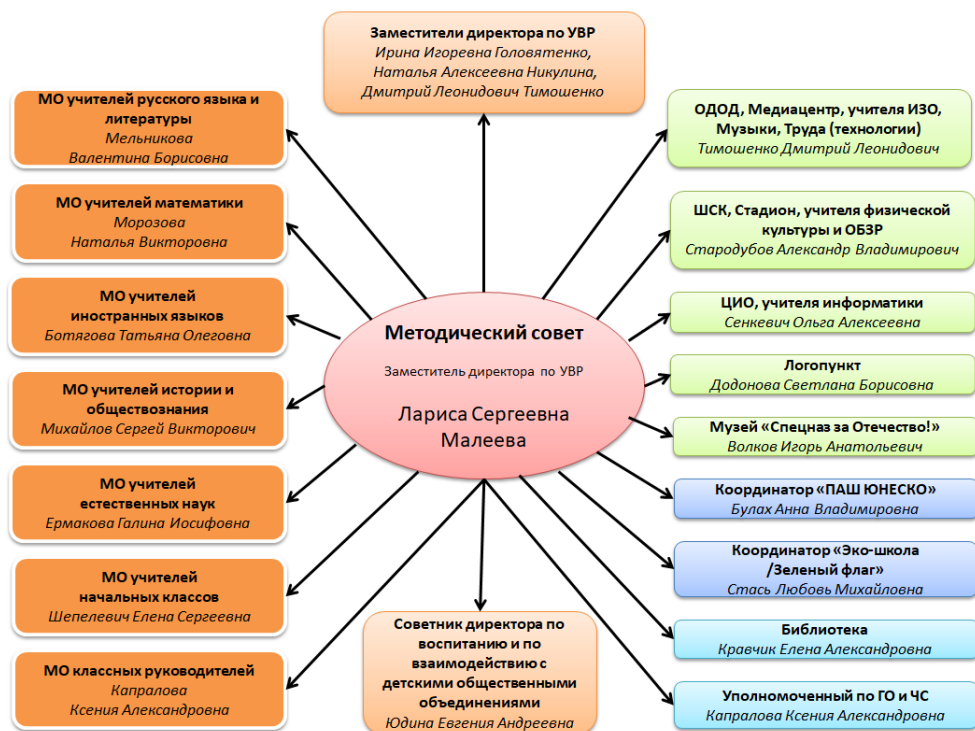 Заместители директора по УВР
Ирина Игоревна Головятенко,
Наталья Алексеевна Никулина,
Дмитрий Леонидович Тимошенко
МО учителей русского языка и
литературы
Мельникова
Валентина Борисовна
МО учителей математики
Морозова
Наталья Викторовна
МО учителей
иностранных языков
Ботягова Татьяна Олеговна
МО учителей истории и
обществознания
Михайлов Сергей Викторович
МО учителей
естественных наук
Ермакова Галина Иосифовна
МО учителей
начальных классов
Шепелевич Елена Сергеевна
МО классных руководителей
Капралова
Ксения Александровна
Методический совет
Заместитель директора по УВР
Лариса Сергеевна
Малеева
Советник директора по
воспитанию и по
взаимодействию с
детскими общественными
объединениями
Юдина Евгения Андреевна
ОДОД, Медиацентр, учителя ИЗО,
Музыки, Труда (технологии)
Тимошенко Дмитрий Леонидович
ШСК, Стадион, учителя физической
культуры и ОБЗР
Стародубов Александр Владимирович
ЦИО, учителя информатики
Сенкевич Ольга Алексеевна
Логопункт
Додонова Светлана Борисовна
Музей «Спецназ за Отечество!»
Волков Игорь Анатольевич
Координатор «ПАШ ЮНЕСКО»
Булах Анна Владимировна
Координатор «Эко-школа
/Зеленый флаг»
Стась Любовь Михайловна
Библиотека
Кравчик Елена Александровна
Уполномоченный по ГО и ЧС
Капралова Ксения Александровна